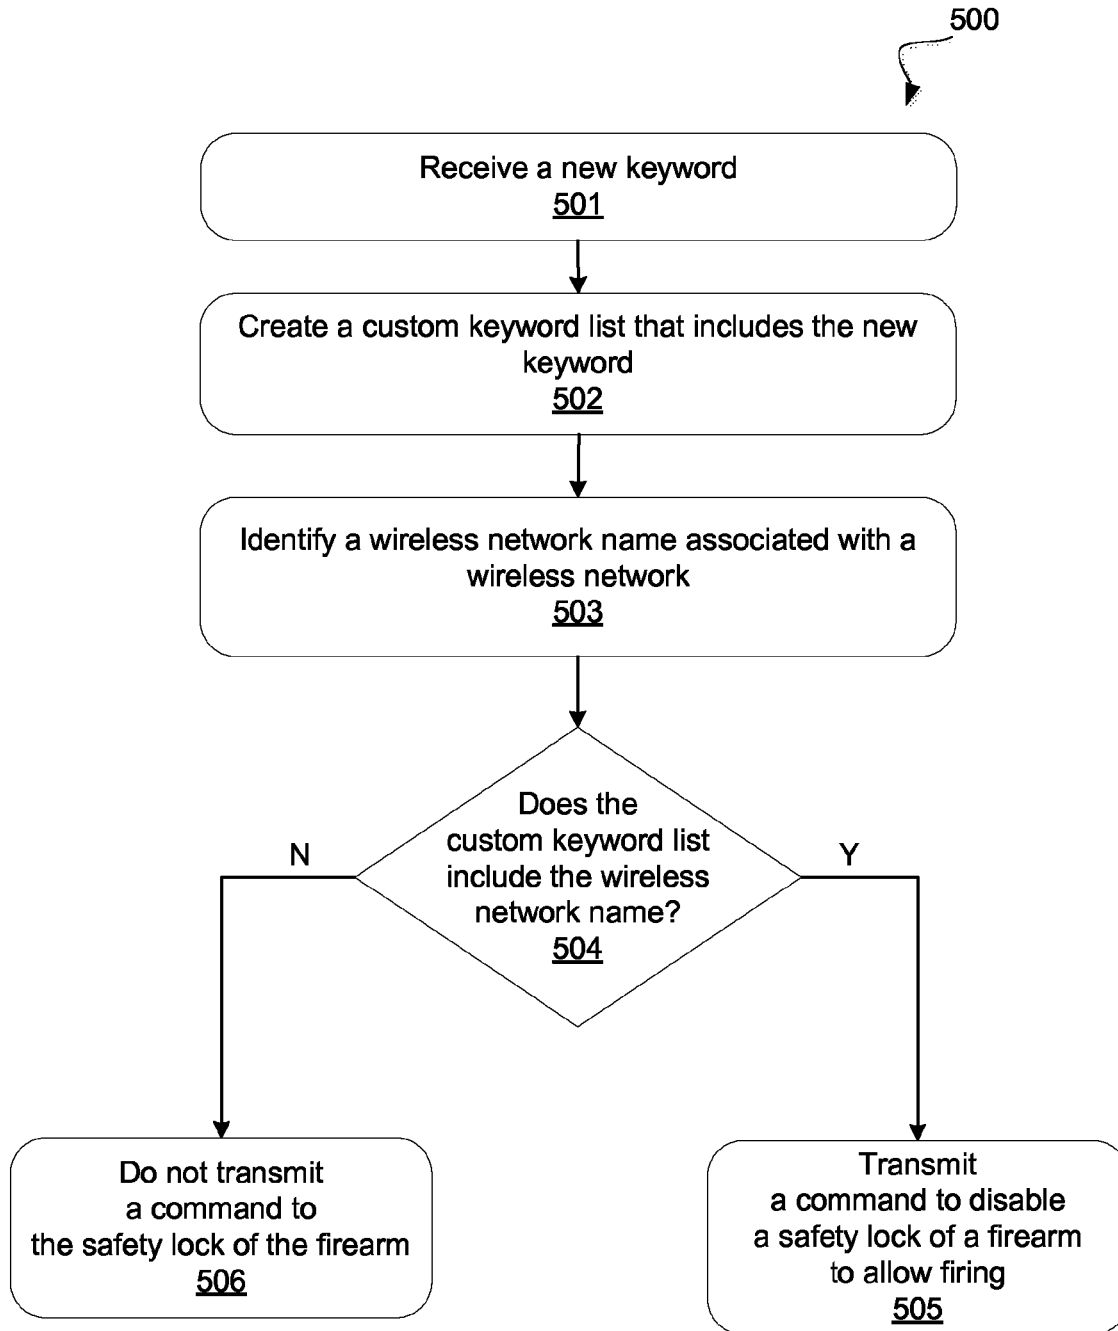 500
Receive a new keyword
501
Create a custom keyword list that includes the new
keyword
502
Identify a wireless network name associated with a
wireless network
503
Does the
custom keyword list
include the wireless
network name?
504
N
Y
Do not transmit
a command to
the safety lock of the firearm
506
Transmit
a command to disable
a safety lock of a firearm
to allow firing
505